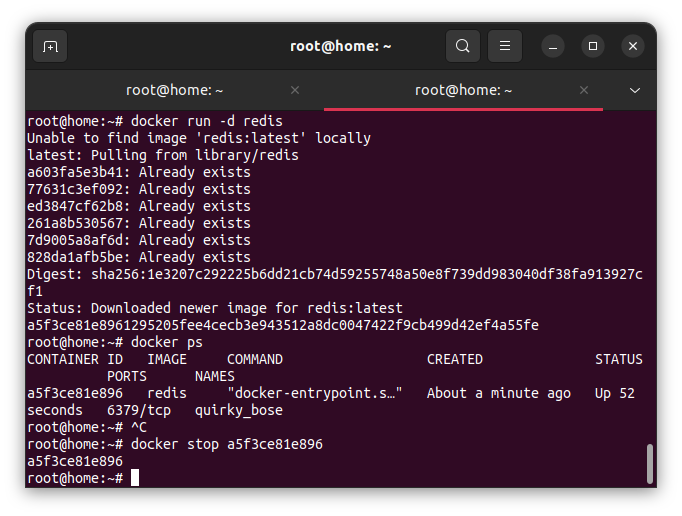 root@home: ~
root@home: ~
root@home: ~
root@home:~# docker run -d redis
Unable to find image 'redis:latest' locally
latest: Pulling from library/redis
a603fa5e3b41: Already exists
77631c3ef092: Already exists
ed3847cf62b8: Already exists
261a8b530567: Already exists
7d9005a8af6d: Already exists
828da1afb5be: Already exists
Digest: sha256:1e3207c292225b6dd21cb74d59255748a50e8f739dd983040df38fa913927c
f1
Status: Downloaded newer image for redis:latest
a5f3ce81e8961295205fee4cecb3e943512a8dc0047422f9cb499d42ef4a55fe
root@home:~# docker ps
CONTAINER ID   IMAGE     COMMAND                  CREATED              STATUS
          PORTS      NAMES
a5f3ce81e896   redis     "docker-entrypoint.s…"   About a minute ago   Up 52
seconds   6379/tcp   quirky_bose
root@home:~# ^C
root@home:~# docker stop a5f3ce81e896
a5f3ce81e896
root@home:~#